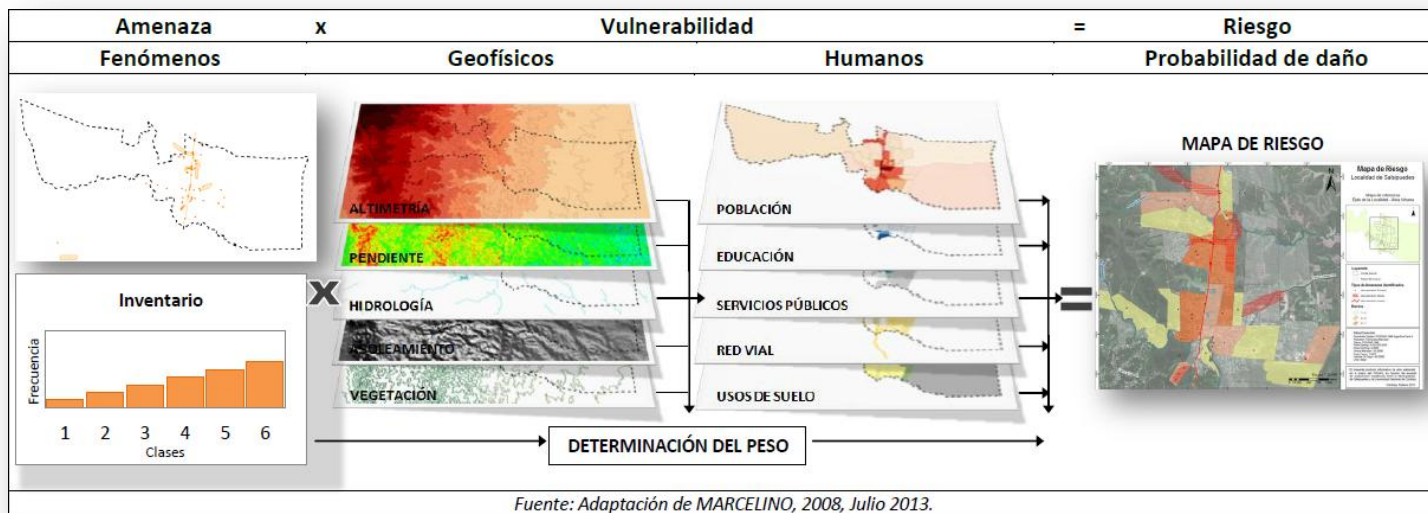 Amenaza x Vulnerabilidad = Riesgo
Fenómenos Geofísicos Humanos Probabilidad de daño
ALTIMETRÍA
PENDIENTE
HIDROLOGÍA
ASOLEAMIENTO
VEGETACIÓN
POBLACIÓN
EDUCACIÓN
SERVICIOS PÚBLICOS
RED VIAL
USOS DE SUELO
MAPA DE RIESGO
Mapa de Riesgo
Localidad de Salsipuedes
N
X
=
Inventario
Frecuencia
1 2 3 4 5 6
Clases
DETERMINACIÓN DEL PESO
Fuente: Adaptación de MARCELINO, 2008, Julio 2013.